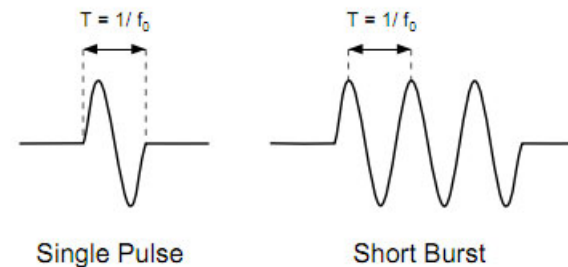 T = 1/ f₀
T = 1/ f₀
Single Pulse
Short Burst